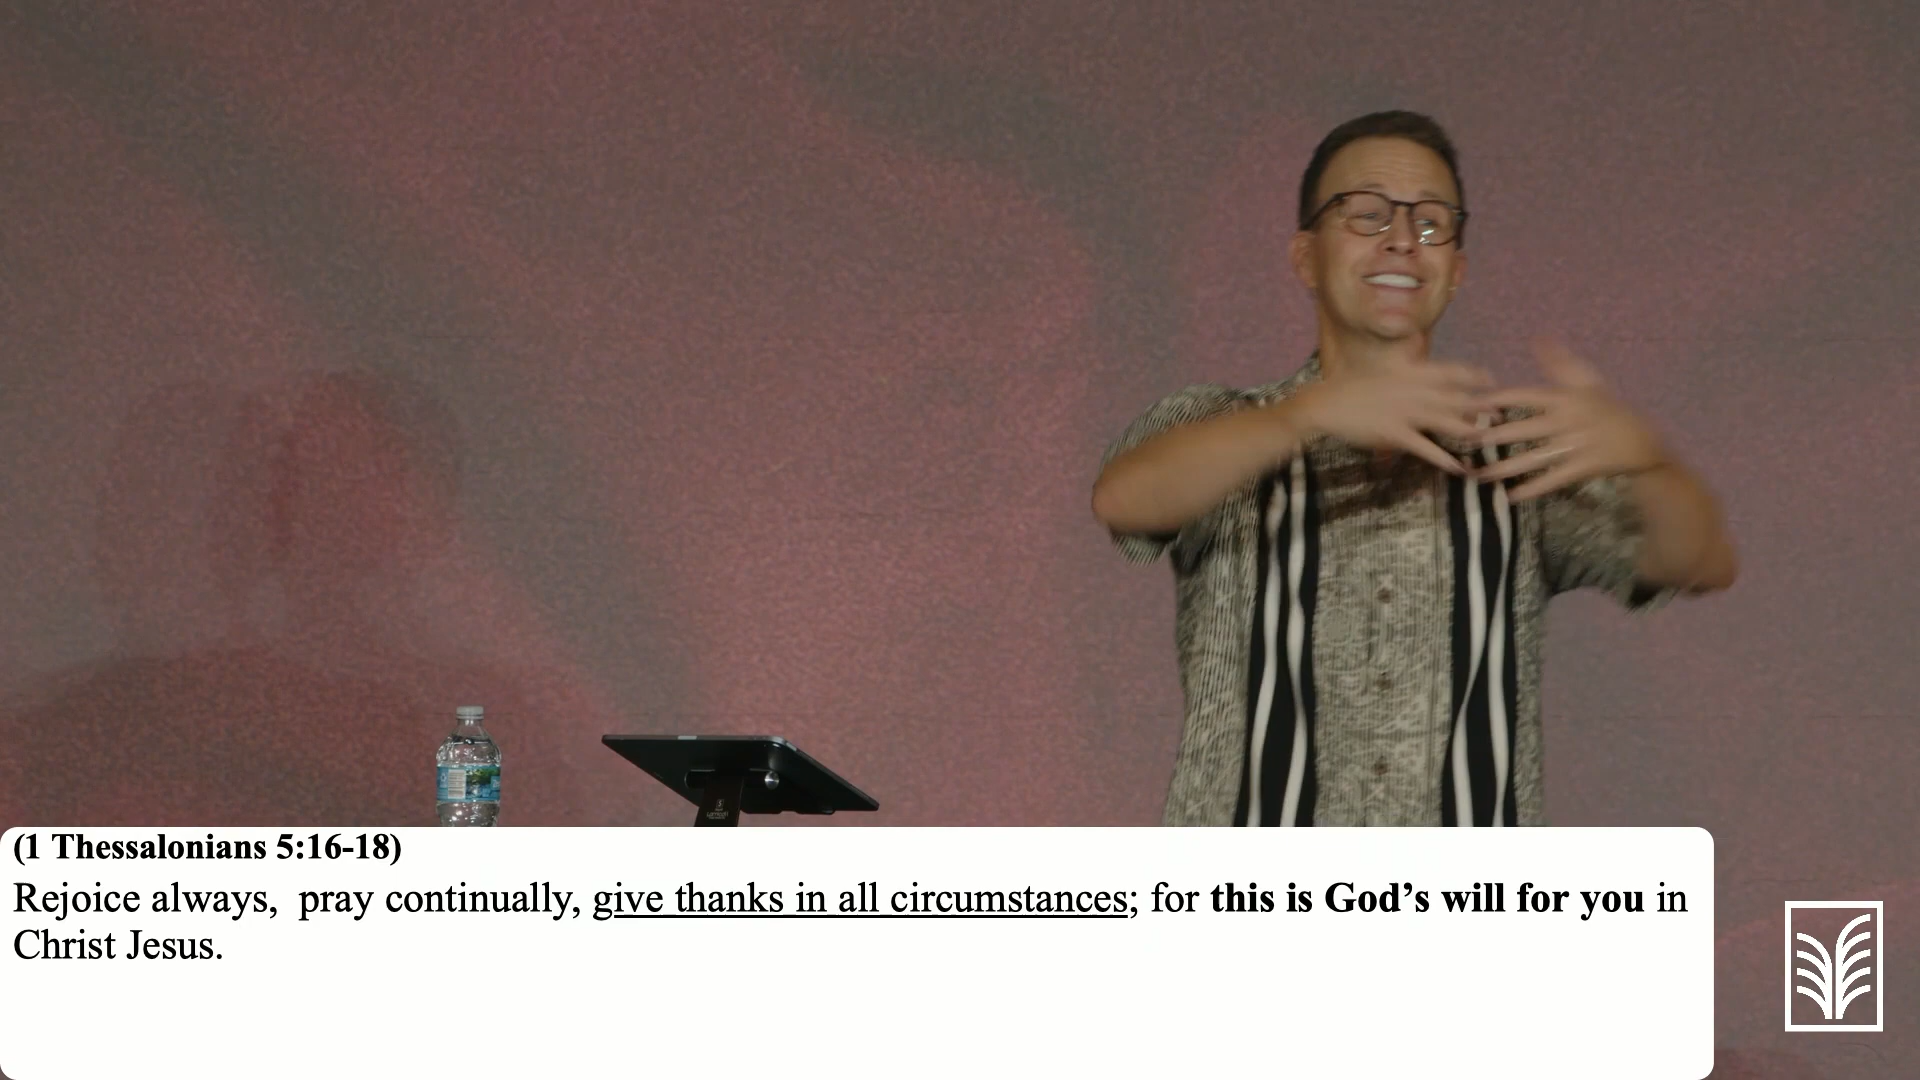 (1 Thessalonians 5:16-18)
Rejoice always,  pray continually, give thanks in all circumstances; for this is God’s will for you in
Christ Jesus.